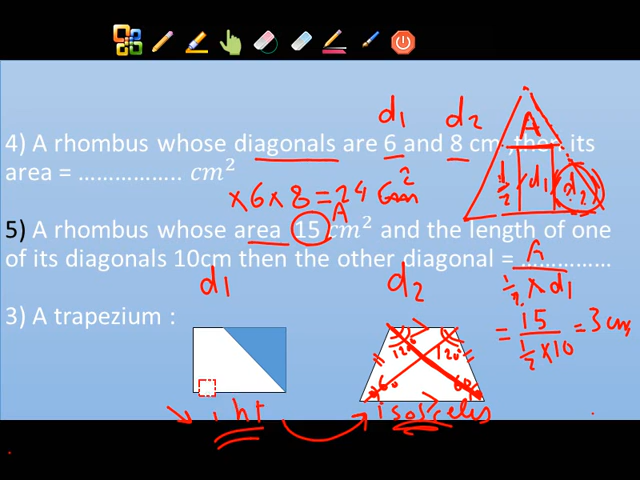 d1 d2
4) A rhombus whose diagonals are 6 and 8 cm, then its
area = …………….. cm²
×6×8=24 cm²
A
½ d1 d2
A
5) A rhombus whose area 15 cm² and the length of one
of its diagonals 10cm then the other diagonal = ……………
d1 d2
A
½ × d1
= 15 = 3 cm
½ × 10
3) A trapezium :
120° 120°
60 60
isosceles